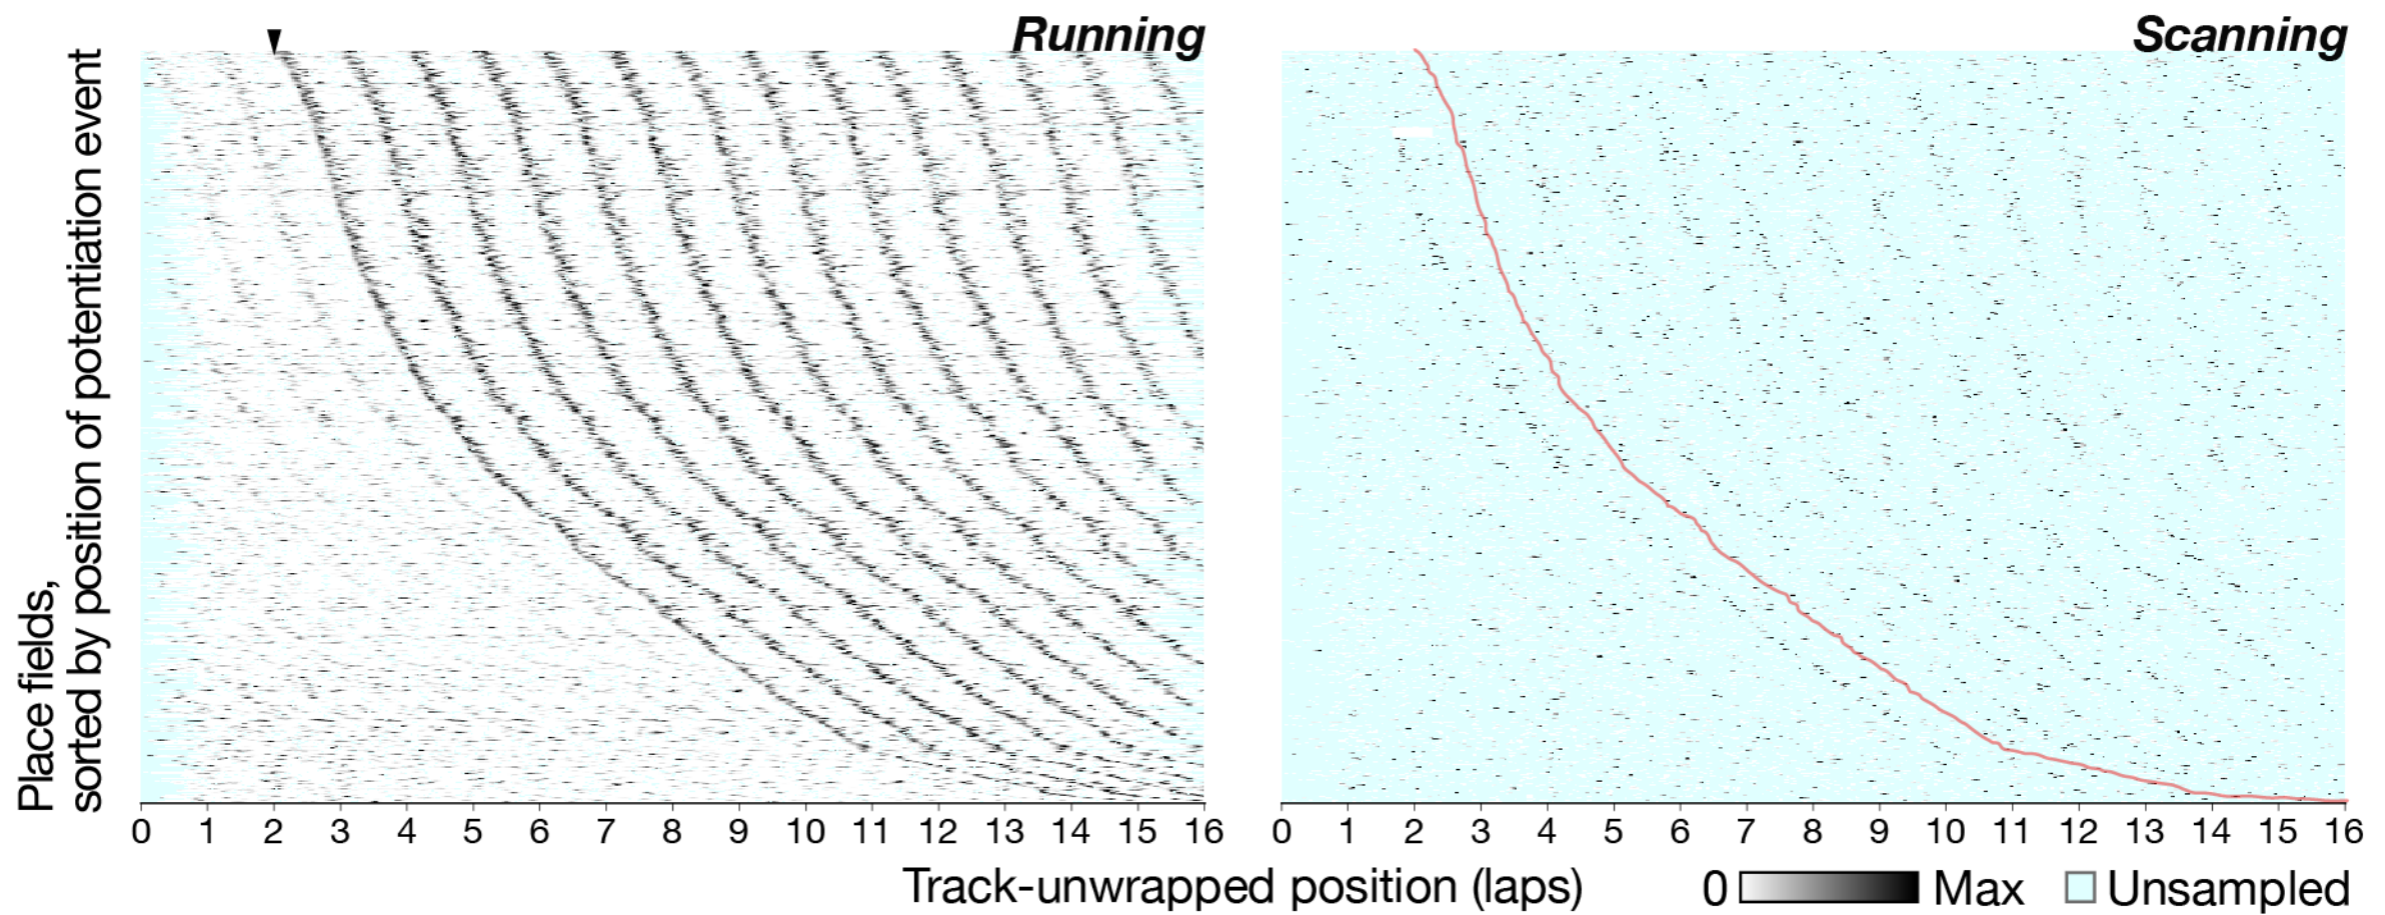 Running
Scanning
Place fields,
sorted by position of potentiation event
0 1 2 3 4 5 6 7 8 9 10 11 12 13 14 15 16
0 1 2 3 4 5 6 7 8 9 10 11 12 13 14 15 16
Track-unwrapped position (laps)
0 Max
Unsampled